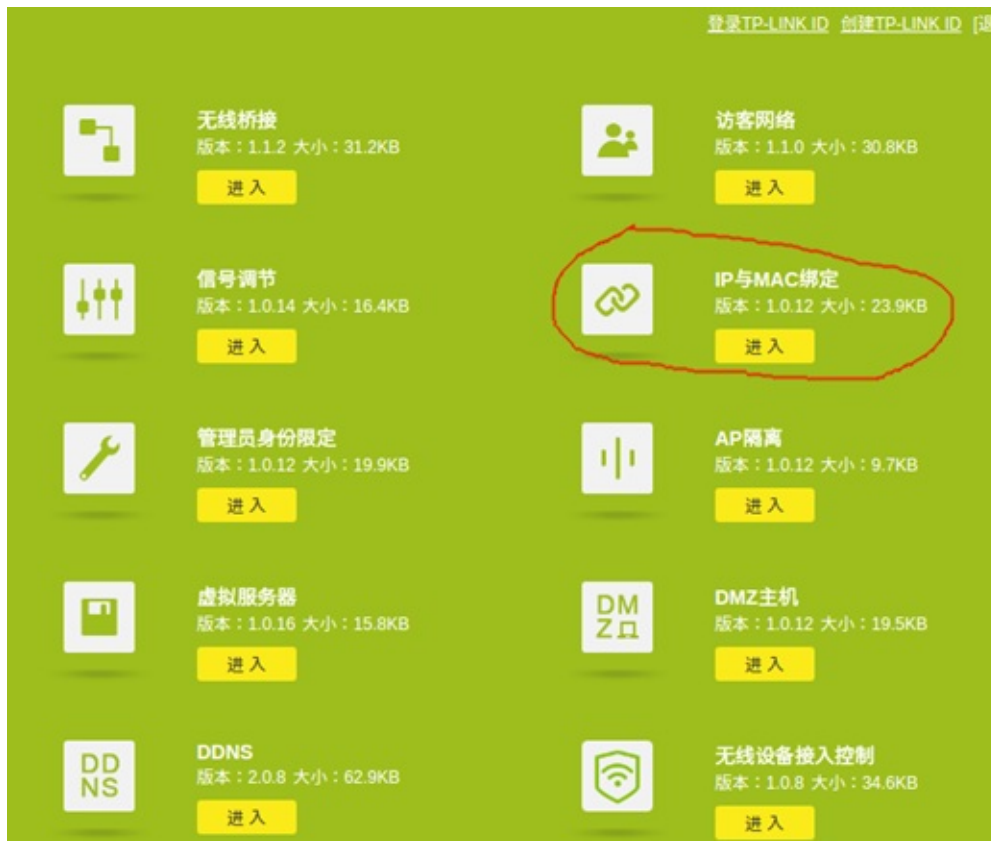 登录TP-LINK ID 创建TP-LINK ID [退
无线桥接
版本：1.1.2 大小：31.2KB
进 入
访客网络
版本：1.1.0 大小：30.8KB
进 入
信号调节
版本：1.0.14 大小：16.4KB
进 入
IP与MAC绑定
版本：1.0.12 大小：23.9KB
进 入
管理员身份限定
版本：1.0.12 大小：19.9KB
进 入
AP隔离
版本：1.0.12 大小：9.7KB
进 入
虚拟服务器
版本：1.0.16 大小：15.8KB
进 入
DM
Z
DMZ主机
版本：1.0.12 大小：19.5KB
进 入
DD
NS
DDNS
版本：2.0.8 大小：62.9KB
进 入
无线设备接入控制
版本：1.0.8 大小：34.6KB
进 入